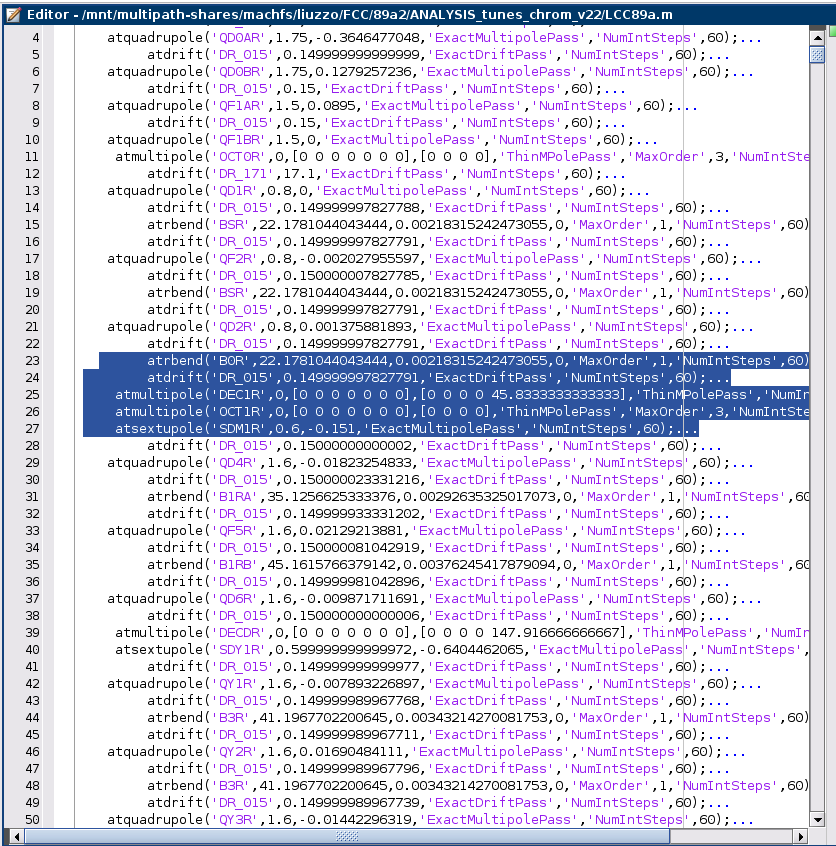 Editor - /mnt/multipath-shares/machfs/liuzzo/FCC/89a2/ANALYSIS_tunes_chrom_v22/LCC89a.m
4 atquadrupole('QD0AR',1.75,-0.3646477048,'ExactMultipolePass','NumIntSteps',60);...
5 atdrift('DR_015',0.149999999999999,'ExactDriftPass','NumIntSteps',60);...
6 atquadrupole('QD0BR',1.75,0.1279257236,'ExactMultipolePass','NumIntSteps',60);...
7 atdrift('DR_015',0.15,'ExactDriftPass','NumIntSteps',60);...
8 atquadrupole('QF1AR',1.5,0.0895,'ExactMultipolePass','NumIntSteps',60);...
9 atdrift('DR_015',0.15,'ExactDriftPass','NumIntSteps',60);...
10 atquadrupole('QF1BR',1.5,0,'ExactMultipolePass','NumIntSteps',60);...
11 atmultipole('OCT0R',0,[0 0 0 0 0 0 0],[0 0 0 0],'ThinMPolePass','MaxOrder',3,'NumInt​Ste
12 atdrift('DR_171',17.1,'ExactDriftPass','NumIntSteps',60);...
13 atquadrupole('QD1R',0.8,0,'ExactMultipolePass','NumIntSteps',60);...
14 atdrift('DR_015',0.149999997827788,'ExactDriftPass','NumIntSteps',60);...
15 atrbend('BSR',22.1781044043444,0.00218315242473055,0,'MaxOrder',1,'NumIntSteps',60)
16 atdrift('DR_015',0.149999997827791,'ExactDriftPass','NumIntSteps',60);...
17 atquadrupole('QF2R',0.8,-0.002027955597,'ExactMultipolePass','NumIntSteps',60);...
18 atdrift('DR_015',0.150000007827785,'ExactDriftPass','NumIntSteps',60);...
19 atrbend('BSR',22.1781044043444,0.00218315242473055,0,'MaxOrder',1,'NumIntSteps',60)
20 atdrift('DR_015',0.149999997827791,'ExactDriftPass','NumIntSteps',60);...
21 atquadrupole('QD2R',0.8,0.001375881893,'ExactMultipolePass','NumIntSteps',60);...
22 atdrift('DR_015',0.149999997827791,'ExactDriftPass','NumIntSteps',60);...
23 atrbend('B0R',22.1781044043444,0.00218315242473055,0,'MaxOrder',1,'NumIntSteps',60)
24 atdrift('DR_015',0.149999997827791,'ExactDriftPass','NumIntSteps',60);...
25 atmultipole('DEC1R',0,[0 0 0 0 0 0 0],[0 0 0 0 45.8333333333333],'ThinMPolePass','NumIn
26 atmultipole('OCT1R',0,[0 0 0 0 0 0 0],[0 0 0 0],'ThinMPolePass','MaxOrder',3,'NumIntSte
27 atsextupole('SDM1R',0.6,-0.151,'ExactMultipolePass','NumIntSteps',60);...
28 atdrift('DR_015',0.15000000000002,'ExactDriftPass','NumIntSteps',60);...
29 atquadrupole('QD4R',1.6,-0.01823254833,'ExactMultipolePass','NumIntSteps',60);...
30 atdrift('DR_015',0.150000023331216,'ExactDriftPass','NumIntSteps',60);...
31 atrbend('B1RA',35.1256625333376,0.00292635325017073,0,'MaxOrder',1,'NumIntSteps',60
32 atdrift('DR_015',0.149999933331202,'ExactDriftPass','NumIntSteps',60);...
33 atquadrupole('QF5R',1.6,0.02129213881,'ExactMultipolePass','NumIntSteps',60);...
34 atdrift('DR_015',0.150000081042919,'ExactDriftPass','NumIntSteps',60);...
35 atrbend('B1RB',45.1615766379142,0.00376245417879094,0,'MaxOrder',1,'NumIntSteps',60
36 atdrift('DR_015',0.149999981042896,'ExactDriftPass','NumIntSteps',60);...
37 atquadrupole('QD6R',1.6,-0.009871711691,'ExactMultipolePass','NumIntSteps',60);...
38 atdrift('DR_015',0.150000000000006,'ExactDriftPass','NumIntSteps',60);...
39 atmultipole('DECDR',0,[0 0 0 0 0 0 0],[0 0 0 0 147.916666666667],'ThinMPolePass','NumIn
40 atsextupole('SDY1R',0.599999999999972,-0.6404462065,'ExactMultipolePass','NumIntSteps',
41 atdrift('DR_015',0.149999999999977,'ExactDriftPass','NumIntSteps',60);...
42 atquadrupole('QY1R',1.6,-0.007893226897,'ExactMultipolePass','NumIntSteps',60);...
43 atdrift('DR_015',0.149999989967768,'ExactDriftPass','NumIntSteps',60);...
44 atrbend('B3R',41.1967702200645,0.00343214270081753,0,'MaxOrder',1,'NumIntSteps',60)
45 atdrift('DR_015',0.149999989967711,'ExactDriftPass','NumIntSteps',60);...
46 atquadrupole('QY2R',1.6,0.01690484111,'ExactMultipolePass','NumIntSteps',60);...
47 atdrift('DR_015',0.149999989967796,'ExactDriftPass','NumIntSteps',60);...
48 atrbend('B3R',41.1967702200645,0.00343214270081753,0,'MaxOrder',1,'NumIntSteps',60)
49 atdrift('DR_015',0.149999989967739,'ExactDriftPass','NumIntSteps',60);...
50 atquadrupole('QY3R',1.6,-0.01442296319,'ExactMultipolePass','NumIntSteps',60);...